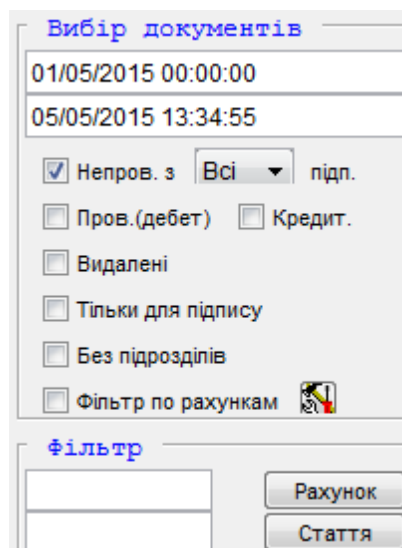 Вибір документів
01/05/2015 00:00:00
05/05/2015 13:34:55
Непров. з Всі підп.
Пров.(дебет) Кредит.
Видалені
Тільки для підпису
Без підрозділів
Фільтр по рахункам
Фільтр
Рахунок
Стаття